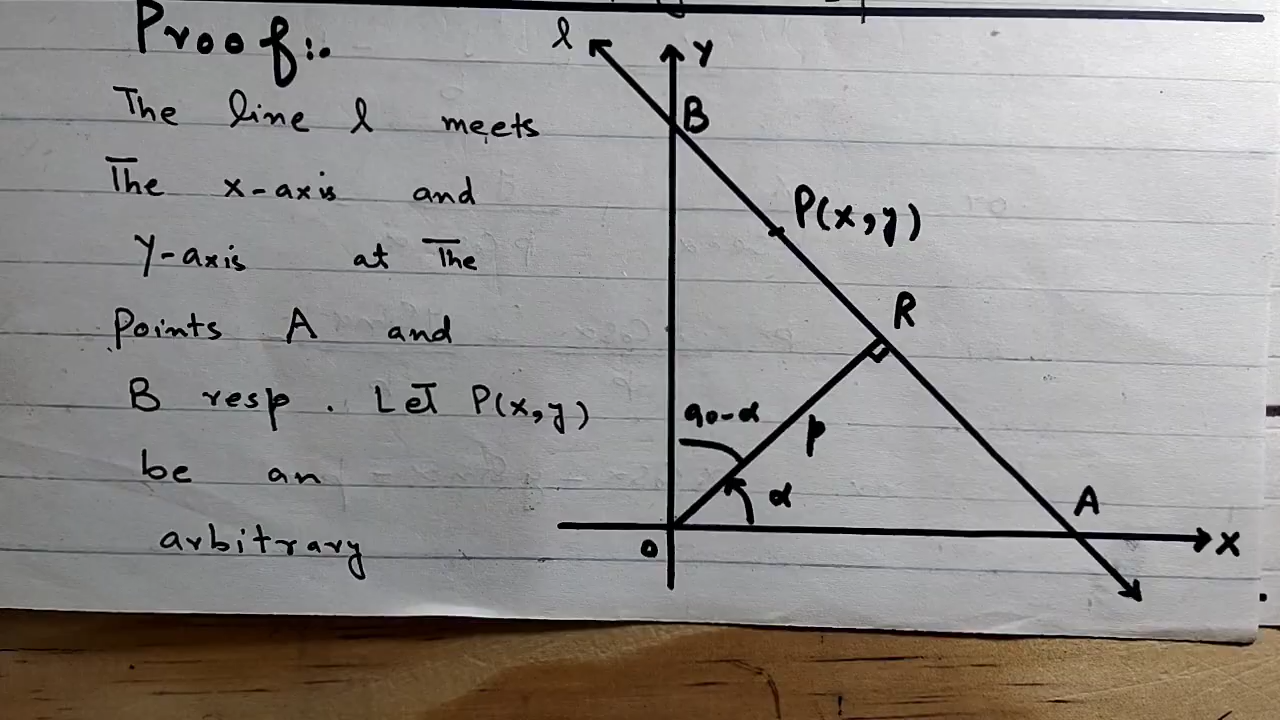 Proof:.
The line l meets
The x-axis and
Y-axis at The
Points A and
B resp. Let P(x,y)
be an
arbitrary
l
Y
B
P(x,y)
R
90-α
p
α
A
O
X